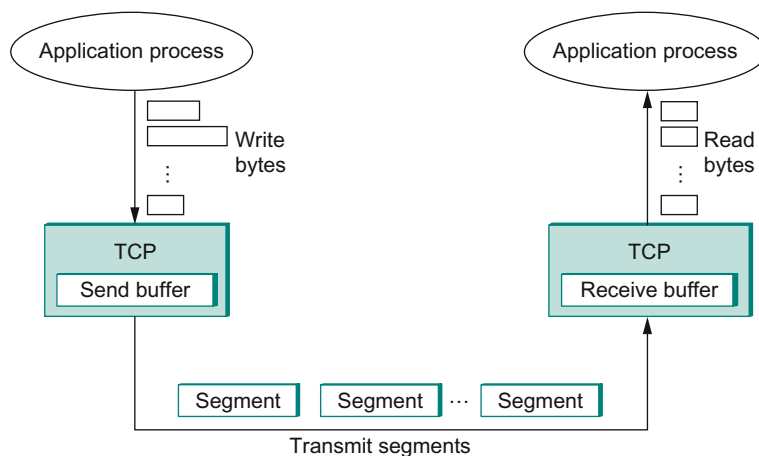 Application process
Application process
Write
bytes
...
Read
bytes
...
TCP
Send buffer
TCP
Receive buffer
Segment
Segment
...
Segment
Transmit segments